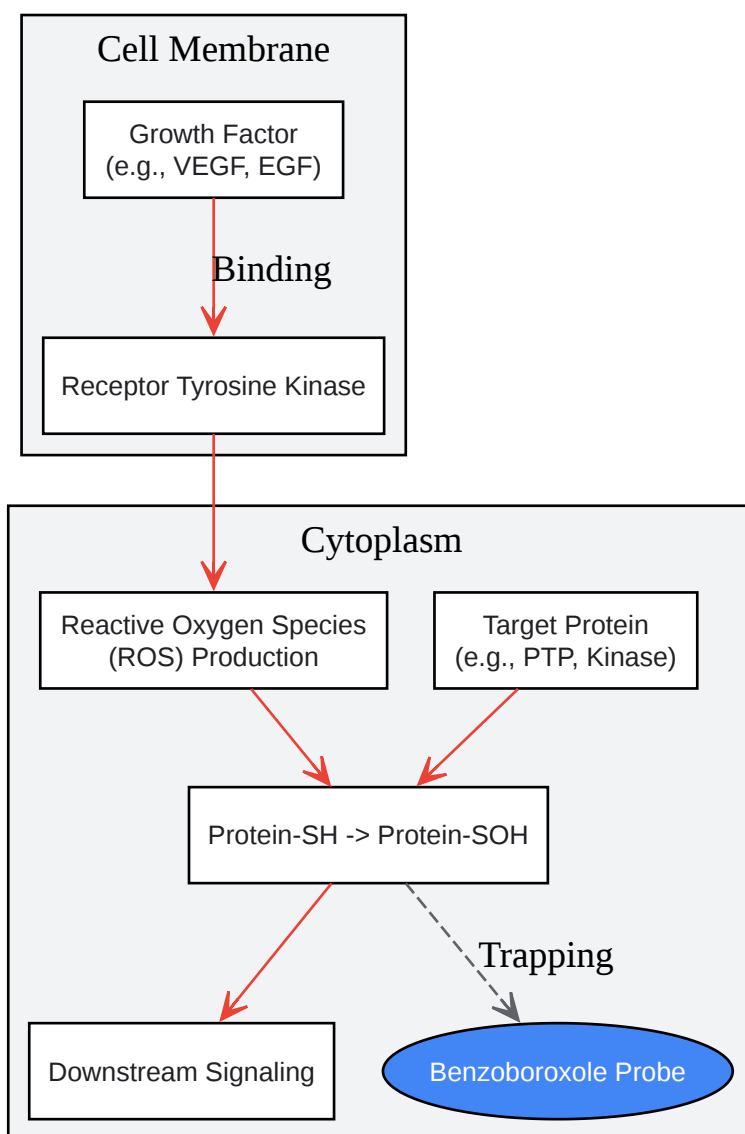 Cell Membrane
Growth Factor
(e.g., VEGF, EGF)
Binding
Receptor Tyrosine Kinase
Cytoplasm
Reactive Oxygen Species
(ROS) Production
Target Protein
(e.g., PTP, Kinase)
Protein-SH -> Protein-SOH
Trapping
Downstream Signaling
Benzoboroxole Probe